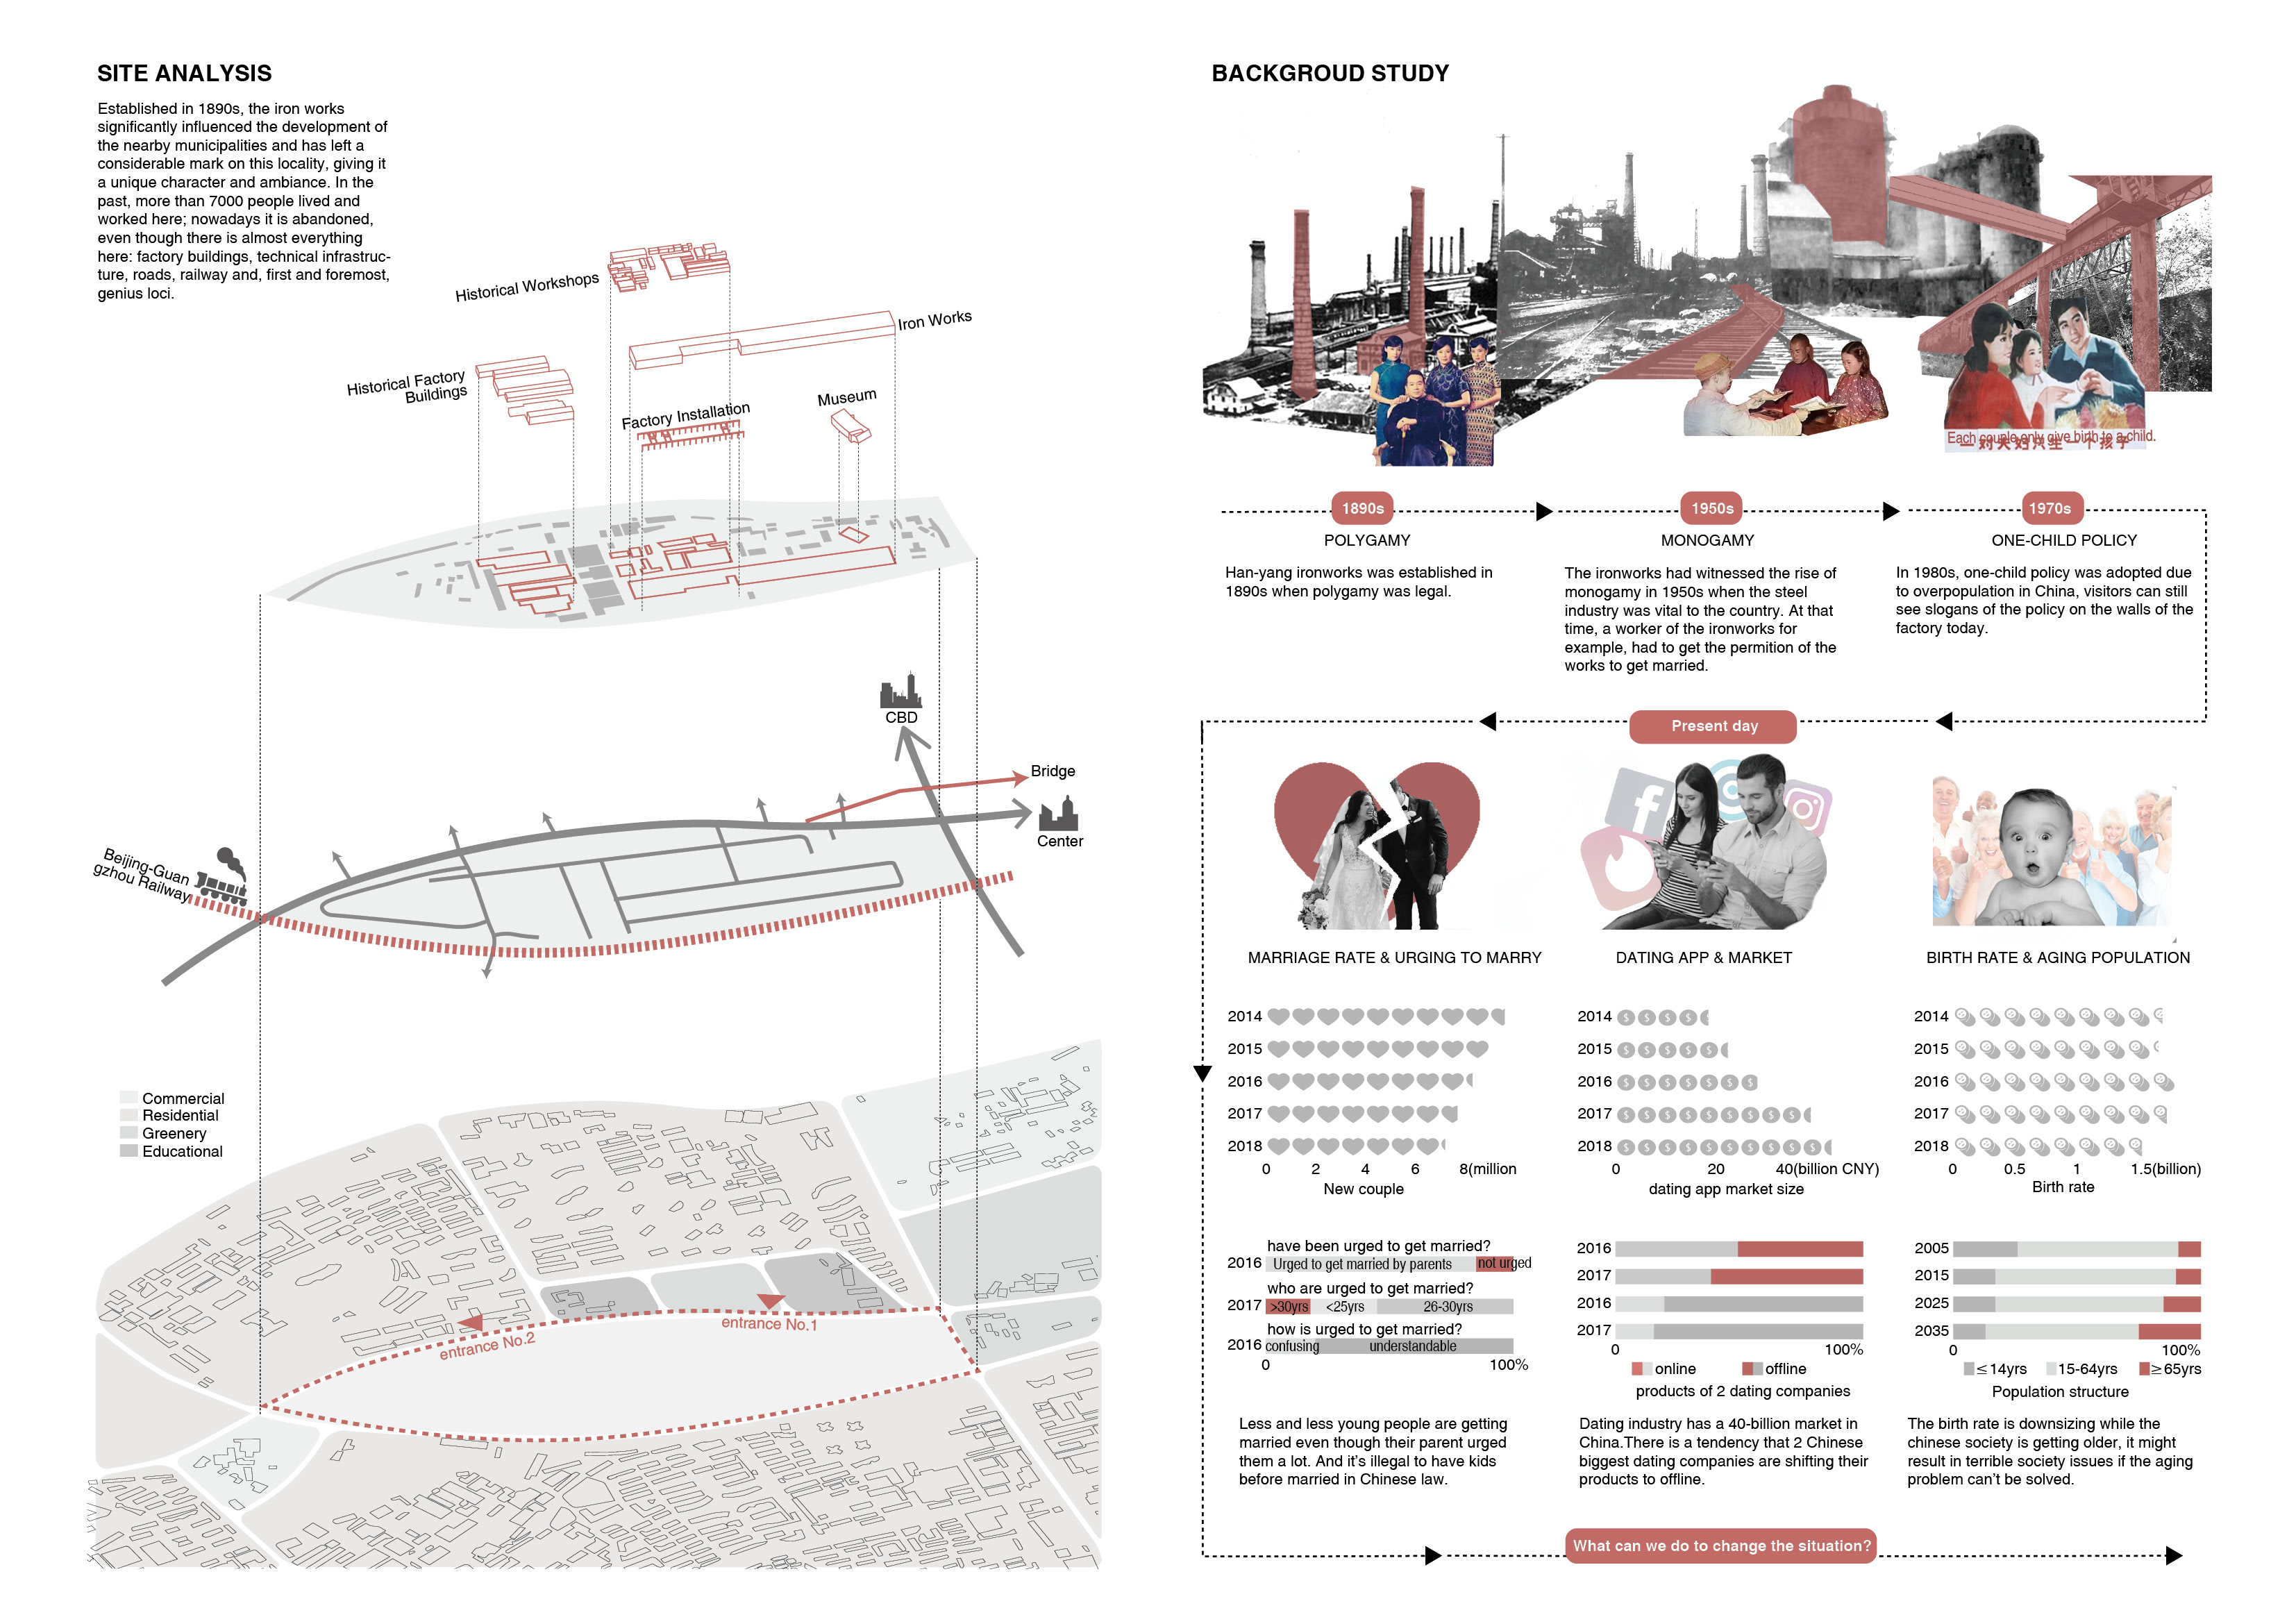 SITE ANALYSIS
Established in 1890s, the iron works
significantly influenced the development of
the nearby municipalities and has left a
considerable mark on this locality, giving it
a unique character and ambiance. In the
past, more than 7000 people lived and
worked here; nowadays it is abandoned,
even though there is almost everything
here: factory buildings, technical infrastruc-
ture, roads, railway and, first and foremost,
genius loci.
Historical Workshops
Iron Works
Historical Factory
Buildings
Factory Installation
Museum
CBD
Bridge
Center
Beijing-Guan
gzhou Railway
Commercial
Residential
Greenery
Educational
entrance No.1
entrance No.2
BACKGROUD STUDY
Each couple only give birth to a child.
一对夫妇只生一个孩子
1890s
1950s
1970s
POLYGAMY
MONOGAMY
ONE-CHILD POLICY
Han-yang ironworks was established in
1890s when polygamy was legal.
The ironworks had witnessed the rise of
monogamy in 1950s when the steel
industry was vital to the country. At that
time, a worker of the ironworks for
example, had to get the permition of the
works to get married.
In 1980s, one-child policy was adopted due
to overpopulation in China, visitors can still
see slogans of the policy on the walls of the
factory today.
Present day
MARRIAGE RATE & URGING TO MARRY
2014
2015
2016
2017
2018
0 2 4 6 8(million
New couple
have been urged to get married?
2016 Urged to get married by parents not urged
who are urged to get married?
2017 >30yrs <25yrs 26-30yrs
how is urged to get married?
2016 confusing understandable
0 100%
Less and less young people are getting
married even though their parent urged
them a lot. And it's illegal to have kids
before married in Chinese law.
DATING APP & MARKET
2014
2015
2016
2017
2018
0 20 40(billion CNY)
dating app market size
2016
2017
2016
2017
0 100%
online offline
products of 2 dating companies
Dating industry has a 40-billion market in
China.There is a tendency that 2 Chinese
biggest dating companies are shifting their
products to offline.
BIRTH RATE & AGING POPULATION
2014
2015
2016
2017
2018
0 0.5 1 1.5(billion)
Birth rate
2005
2015
2025
2035
0 100%
≤14yrs 15-64yrs ≥65yrs
Population structure
The birth rate is downsizing while the
chinese society is getting older, it might
result in terrible society issues if the aging
problem can't be solved.
What can we do to change the situation?